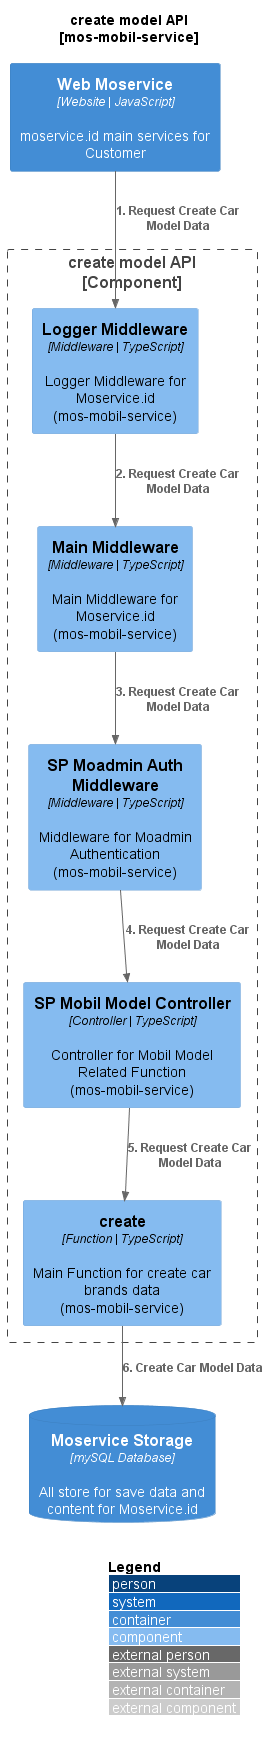 create model API
[mos-mobil-service]
Web Moservice
[Website | JavaScript]
moservice.id main services for
Customer
1. Request Create Car
Model Data
create model API
[Component]
Logger Middleware
[Middleware | TypeScript]
Logger Middleware for
Moservice.id
(mos-mobil-service)
2. Request Create Car
Model Data
Main Middleware
[Middleware | TypeScript]
Main Middleware for
Moservice.id
(mos-mobil-service)
3. Request Create Car
Model Data
SP Moadmin Auth
Middleware
[Middleware | TypeScript]
Middleware for Moadmin
Authentication
(mos-mobil-service)
4. Request Create Car
Model Data
SP Mobil Model Controller
[Controller | TypeScript]
Controller for Mobil Model
Related Function
(mos-mobil-service)
5. Request Create Car
Model Data
create
[Function | TypeScript]
Main Function for create car
brands data
(mos-mobil-service)
6. Create Car Model Data
Moservice Storage
[mySQL Database]
All store for save data and
content for Moservice.id
Legend
person
system
container
component
external person
external system
external container
external component